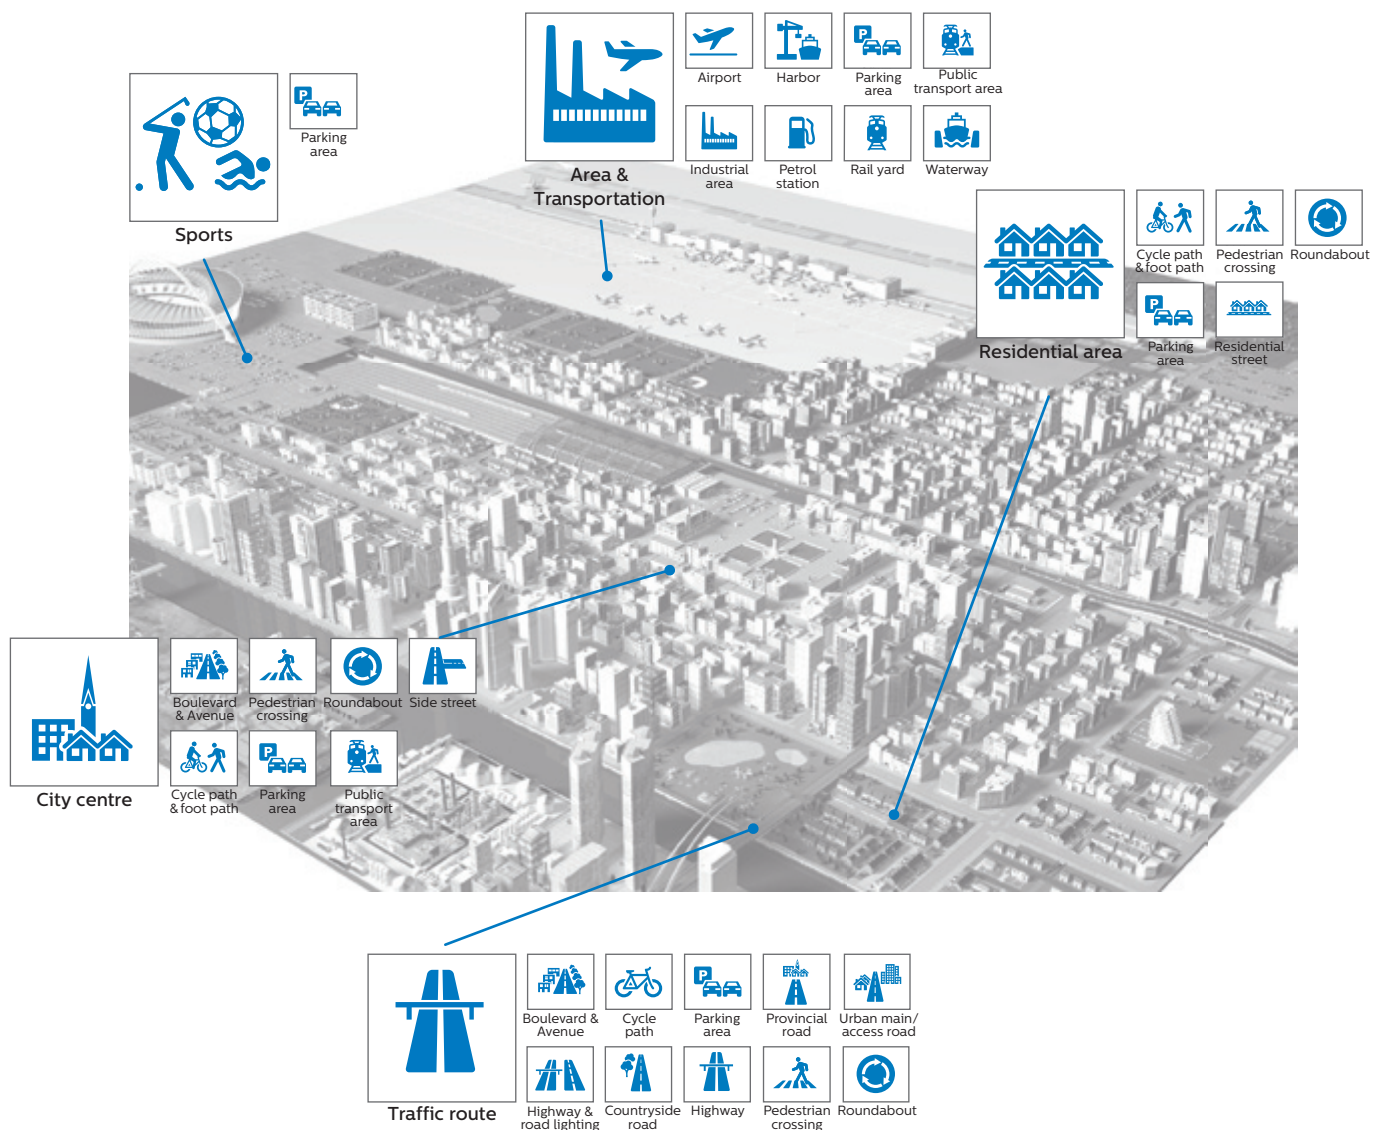 Airport
Harbor
Parking
area
Public
transport area
Industrial
area
Petrol
station
Rail yard
Waterway
Area &
Transportation
P
Parking
area
Sports
Cycle path
& foot path
Pedestrian
crossing
Roundabout
P
Parking
area
Residential
street
Residential area
Boulevard
& Avenue
Pedestrian
crossing
Roundabout
Side street
Cycle path
& foot path
P
Parking
area
Public
transport
area
City centre
Boulevard &
Avenue
Cycle
path
P
Parking
area
Provincial
road
Urban main/
access road
Highway &
road lighting
Countryside
road
Highway
Pedestrian
crossing
Roundabout
Traffic route
P